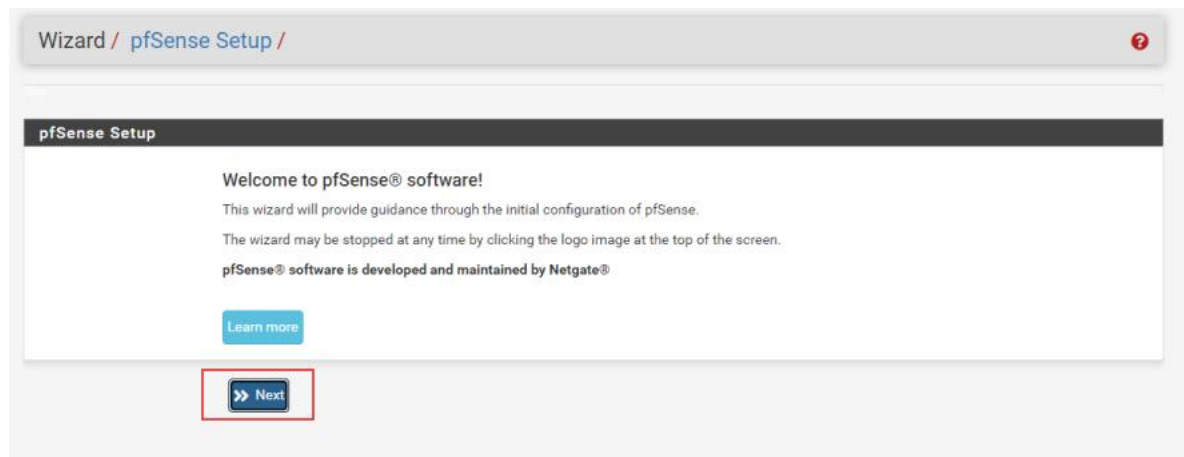 Wizard / pfSense Setup /
pfSense Setup
Welcome to pfSense® software!
This wizard will provide guidance through the initial configuration of pfSense.
The wizard may be stopped at any time by clicking the logo image at the top of the screen.
pfSense® software is developed and maintained by Netgate®
Learn more
Next